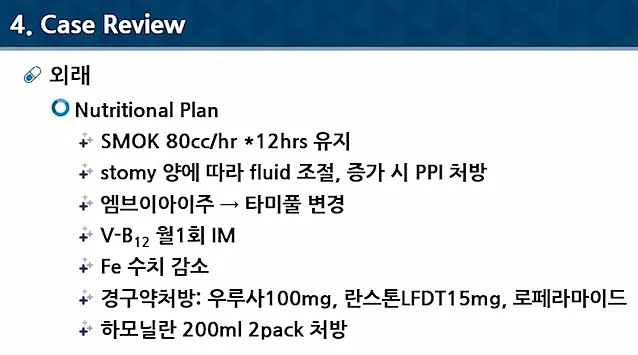 4. Case Review
외래
Nutritional Plan
SMOK 80cc/hr *12hrs 유지
stomy 양에 따라 fluid 조절, 증가 시 PPI 처방
엠브이아이주 → 타미풀 변경
V-B12 월1회 IM
Fe 수치 감소
경구약처방: 우루사100mg, 란스톤LFDT15mg, 로페라마이드
하모닐란 200ml 2pack 처방